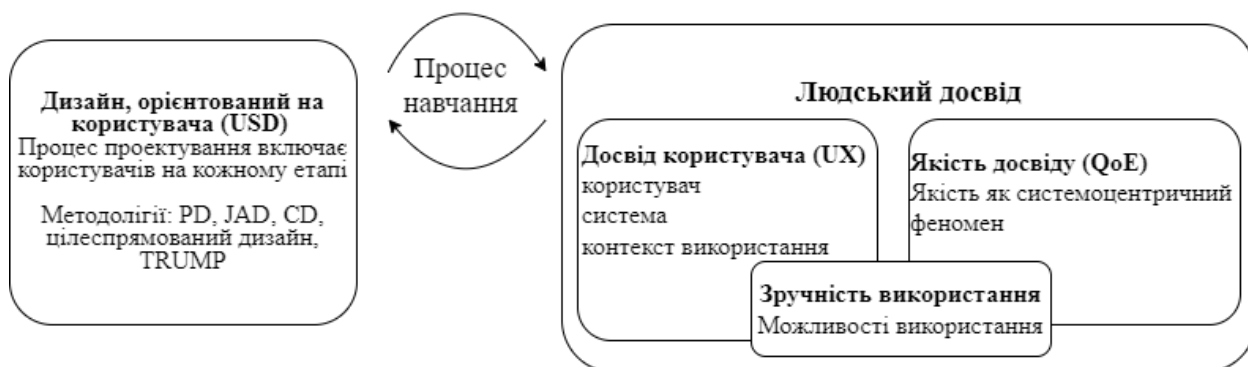 Дизайн, орієнтований на
користувача (USD)
Процес проектування включає
користувачів на кожному етапі
Методолігії: PD, JAD, CD,
цілеспрямований дизайн,
TRUMP
Процес
навчання
Людський досвід
Досвід користувача (UX)
користувач
система
контекст використання
Якість досвіду (QoE)
Якість як системоцентричний
феномен
Зручність використання
Можливості використання